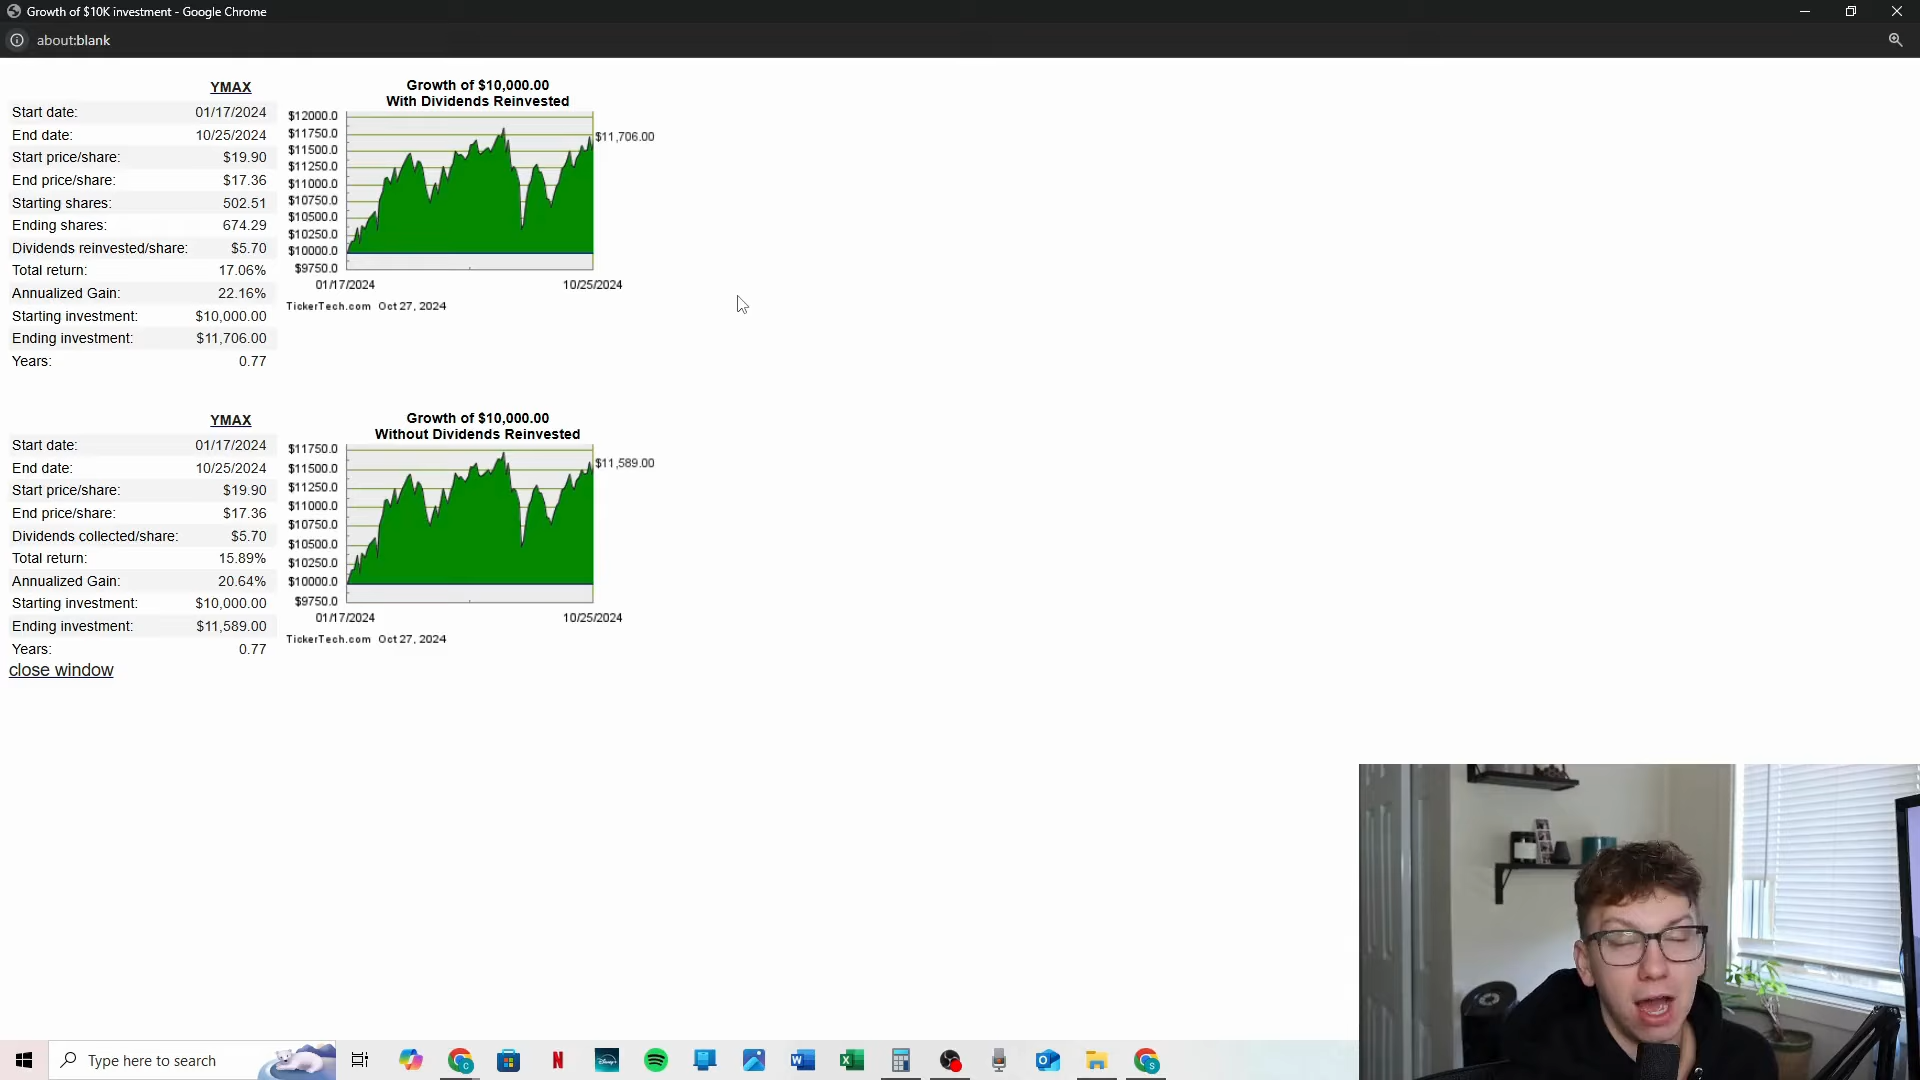 Growth of $10K investment - Google Chrome
about:blank
YMAX
Start date: 01/17/2024
End date: 10/25/2024
Start price/share: $19.90
End price/share: $17.36
Starting shares: 502.51
Ending shares: 674.29
Dividends reinvested/share: $5.70
Total return: 17.06%
Annualized Gain: 22.16%
Starting investment: $10,000.00
Ending investment: $11,706.00
Years: 0.77
Growth of $10,000.00
With Dividends Reinvested
$12000.0
$11750.0
$11500.0
$11250.0
$11000.0
$10750.0
$10500.0
$10250.0
$10000.0
$9750.0
$11,706.00
01/17/2024 10/25/2024
TickerTech.com Oct 27, 2024
YMAX
Start date: 01/17/2024
End date: 10/25/2024
Start price/share: $19.90
End price/share: $17.36
Dividends collected/share: $5.70
Total return: 15.89%
Annualized Gain: 20.64%
Starting investment: $10,000.00
Ending investment: $11,589.00
Years: 0.77
close window
Growth of $10,000.00
Without Dividends Reinvested
$11750.0
$11500.0
$11250.0
$11000.0
$10750.0
$10500.0
$10250.0
$10000.0
$9750.0
$11,589.00
01/17/2024 10/25/2024
TickerTech.com Oct 27, 2024
Type here to search